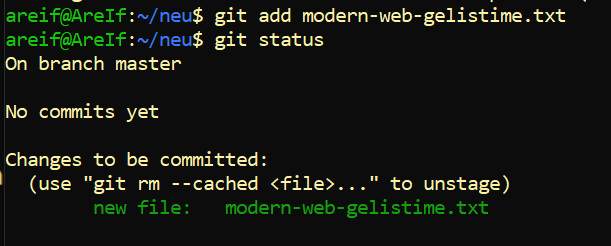 areif@AreIf:~/neu$ git add modern-web-gelistime.txt
areif@AreIf:~/neu$ git status
On branch master
No commits yet
Changes to be committed:
  (use "git rm --cached <file>..." to unstage)
        new file:   modern-web-gelistime.txt